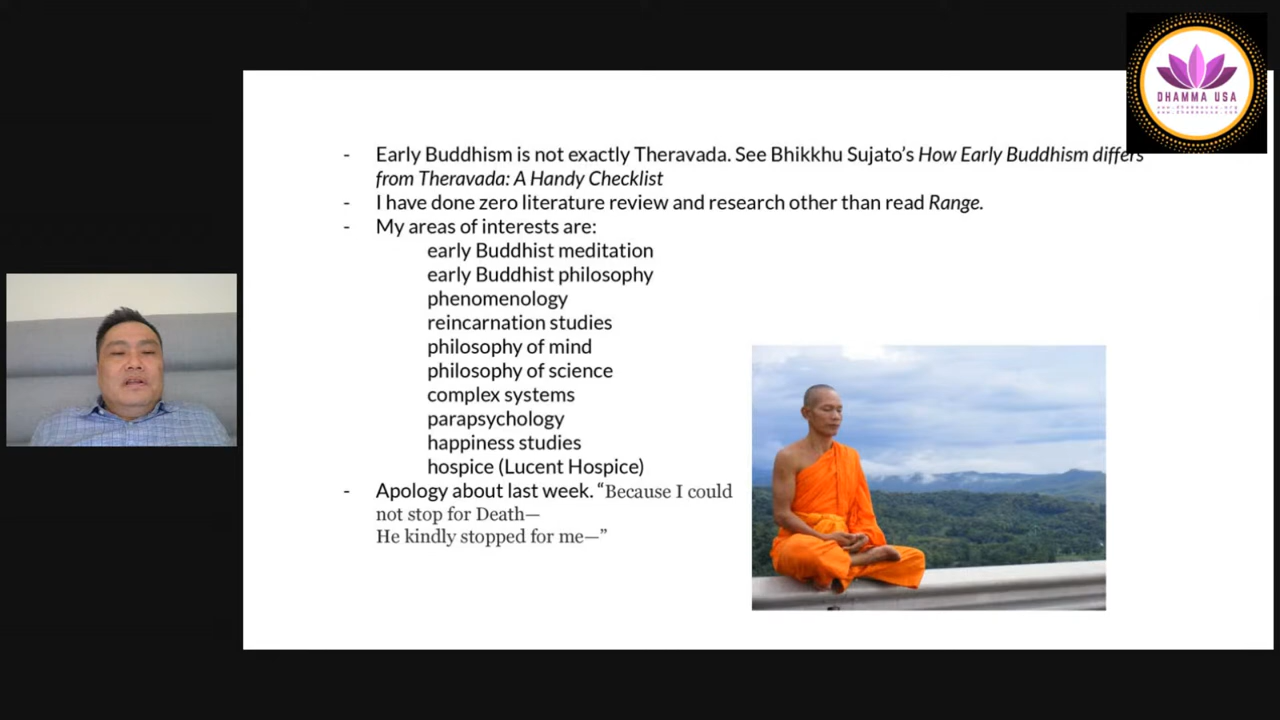 DHAMMA USA
- Early Buddhism is not exactly Theravada. See Bhikkhu Sujato’s How Early Buddhism differs
from Theravada: A Handy Checklist
- I have done zero literature review and research other than read Range.
- My areas of interests are:
early Buddhist meditation
early Buddhist philosophy
phenomenology
reincarnation studies
philosophy of mind
philosophy of science
complex systems
parapsychology
happiness studies
hospice (Lucent Hospice)
- Apology about last week. “Because I could
not stop for Death—
He kindly stopped for me—”